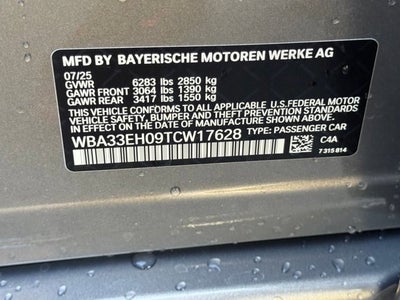 MFD BY BAYERISCHE MOTOREN WERKE AG
07/25
GVWR 6283 lbs 2850 kg
GAWR FRONT 3064 lbs 1390 kg
GAWR REAR 3417 lbs 1550 kg
THIS VEHICLE CONFORMS TO ALL APPLICABLE U.S. FEDERAL MOTOR
VEHICLE SAFETY, BUMPER, AND THEFT PREVENTION STANDARDS
IN EFFECT ON THE DATE OF MANUFACTURE SHOWN ABOVE.
WBA33EH09TCW17628 TYPE: PASSENGER CAR
C4A
7 315 814